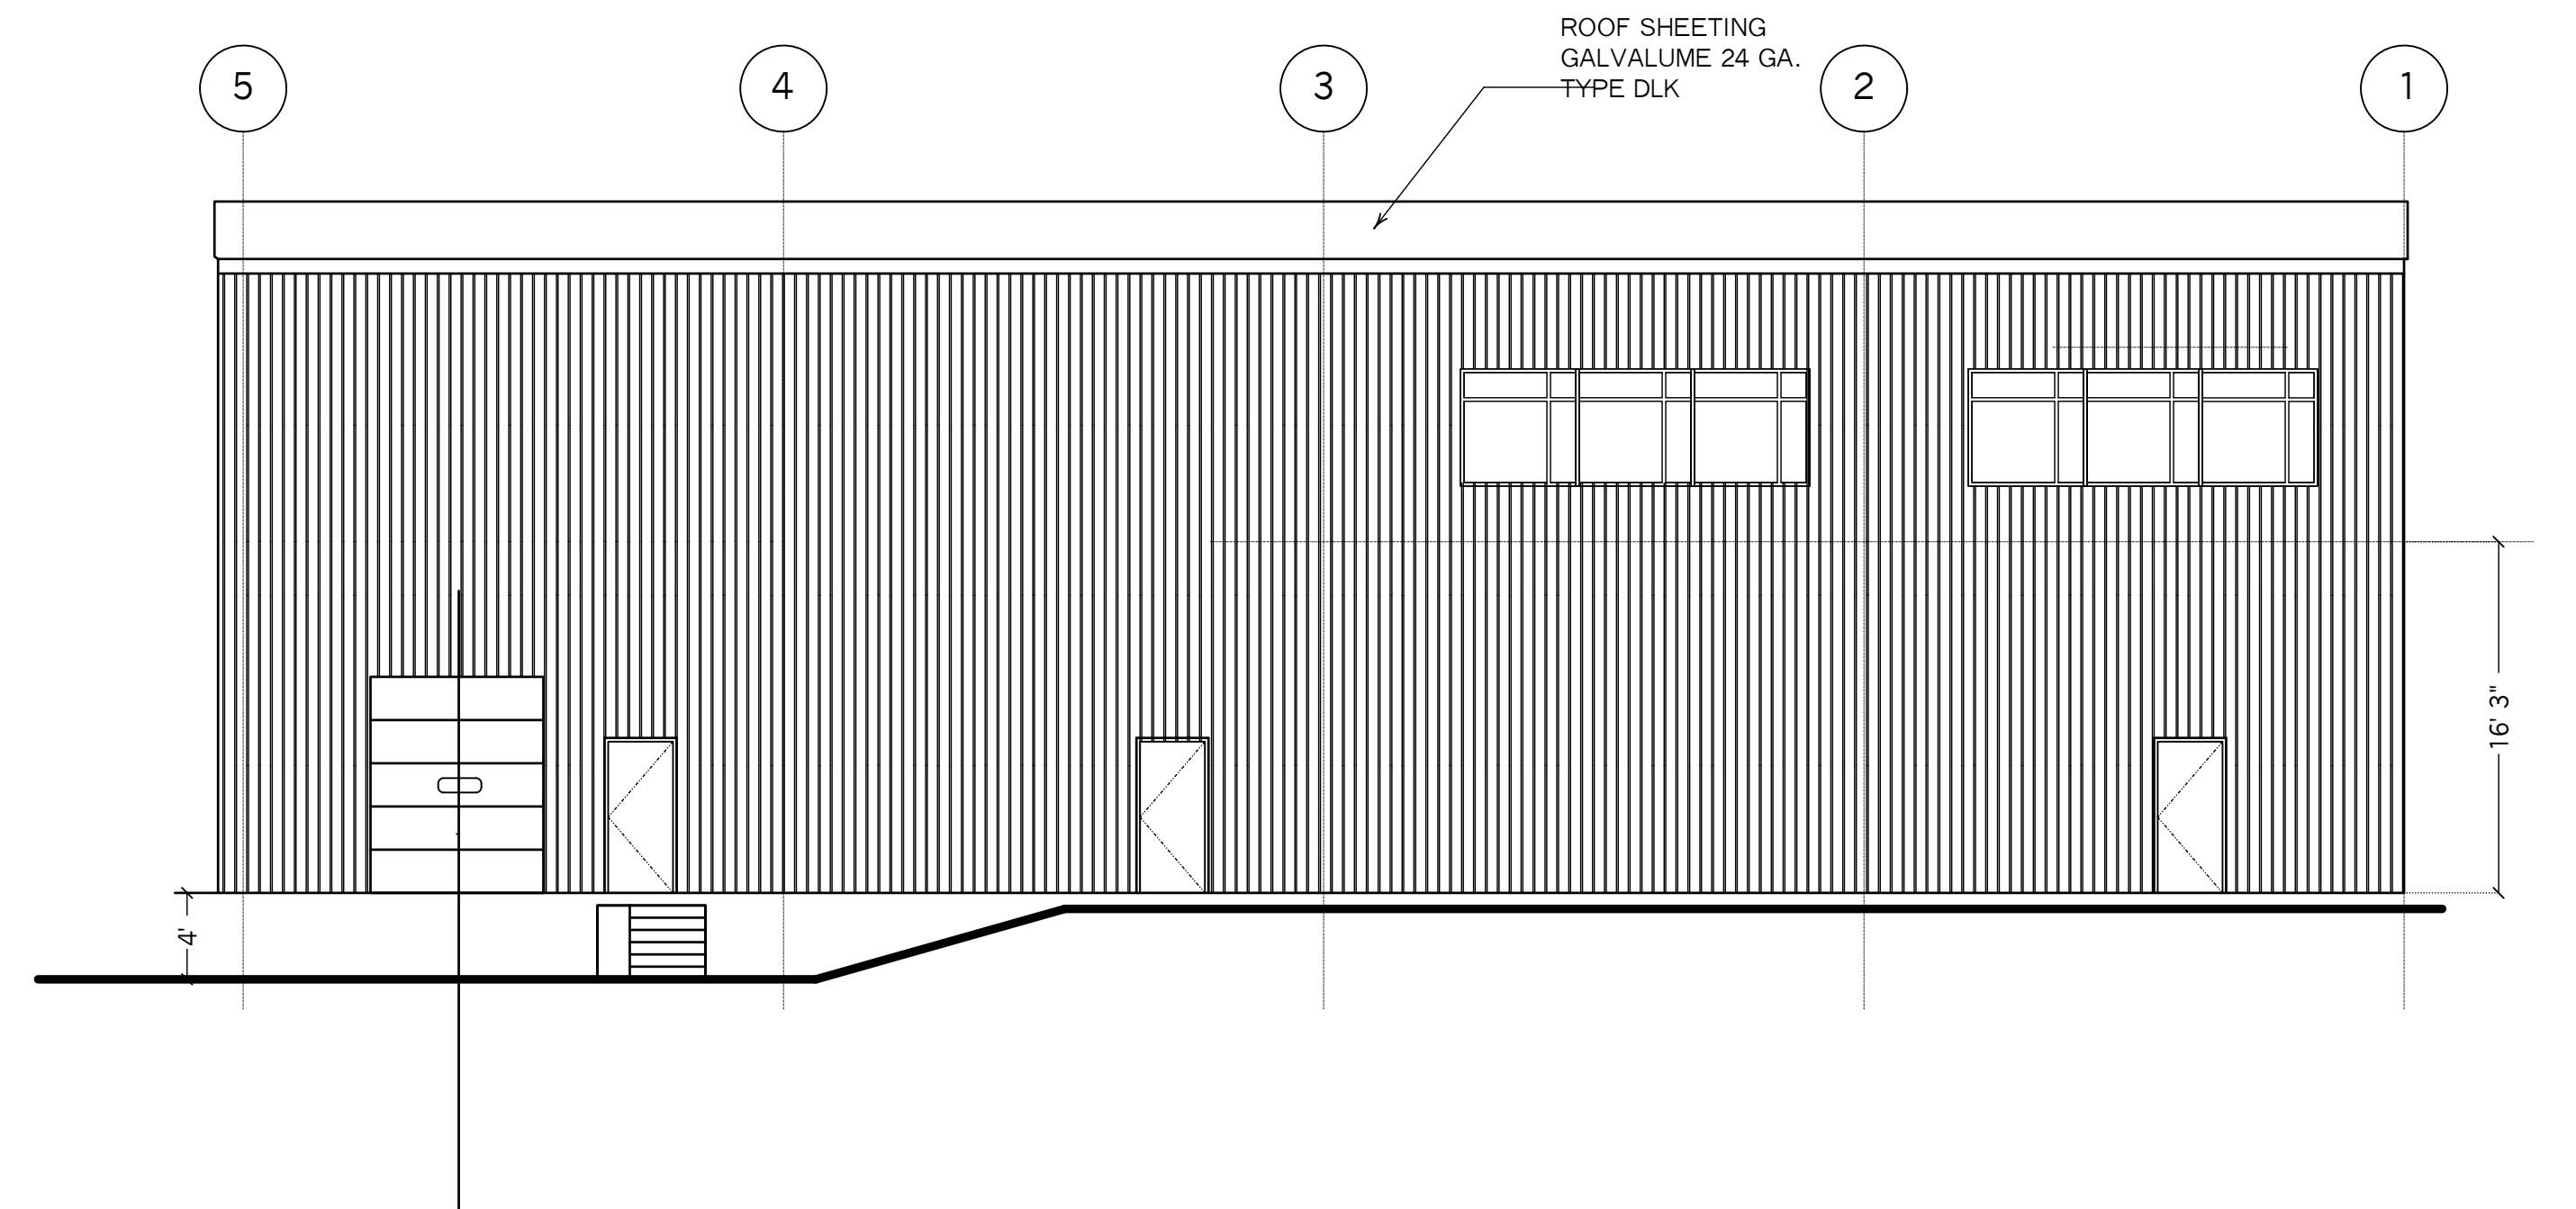 ROOF SHEETING
GALVALUME 24 GA.
TYPE DLK
5
4
3
2
1
16' 3"
4'